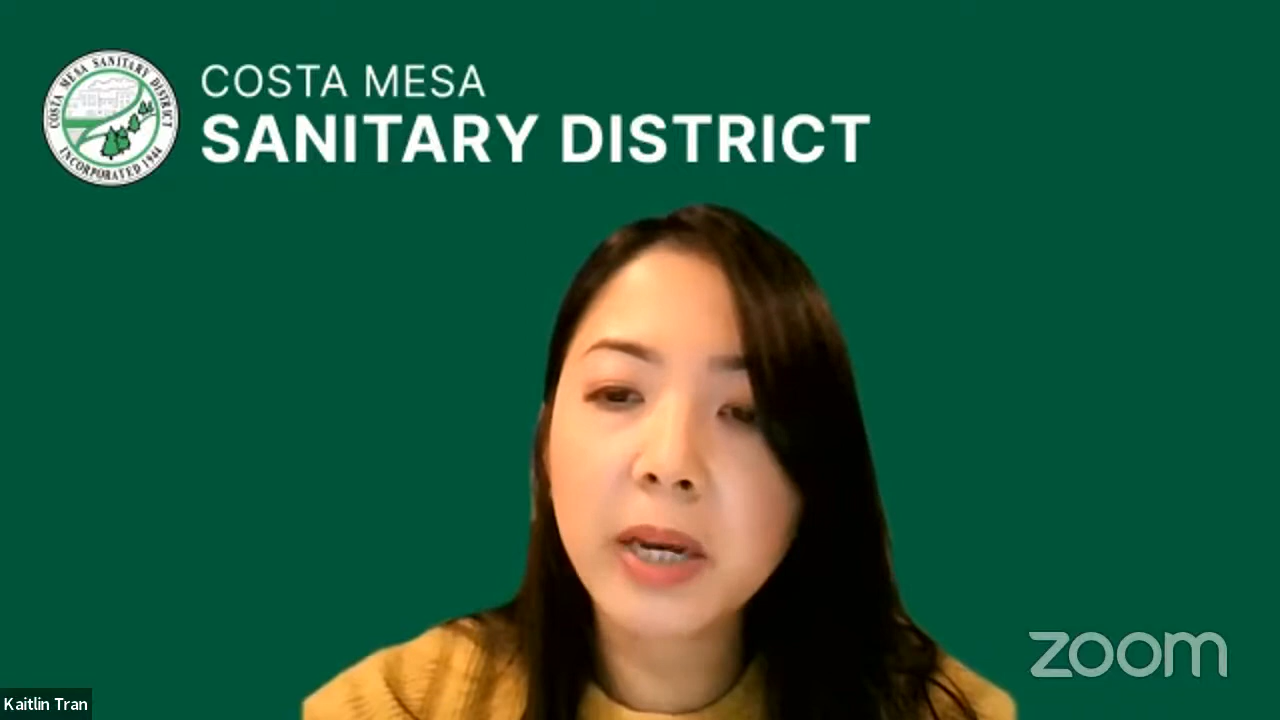 COSTA MESA SANITARY DISTRICT
INCORPORATED 1944
COSTA MESA
SANITARY DISTRICT
zoom
Kaitlin Tran